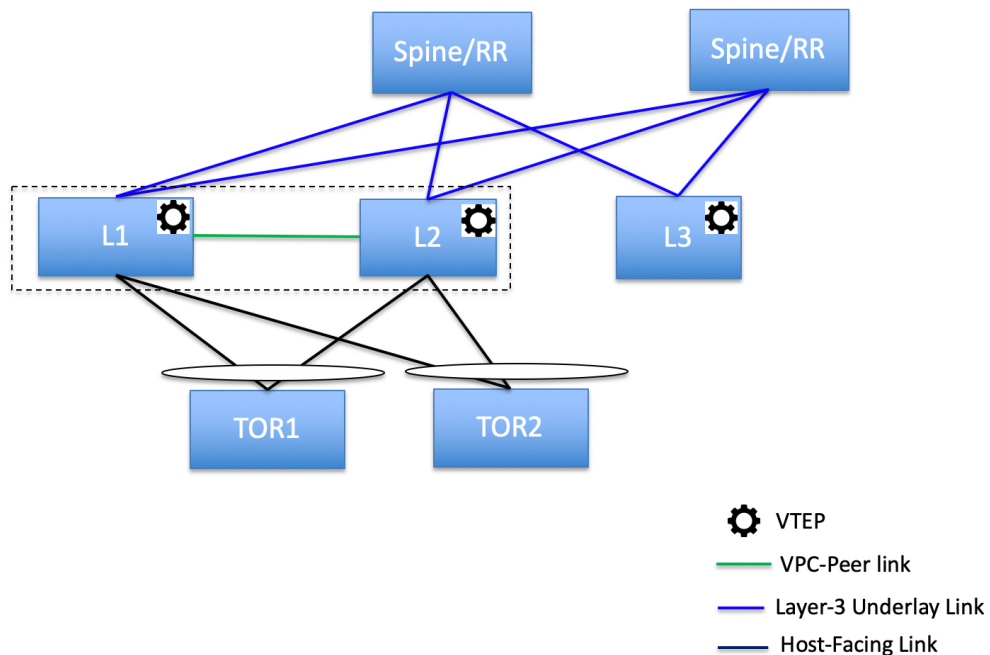 Spine/RR
Spine/RR
L1
L2
L3
TOR1
TOR2
VTEP
VPC-Peer link
Layer-3 Underlay Link
Host-Facing Link